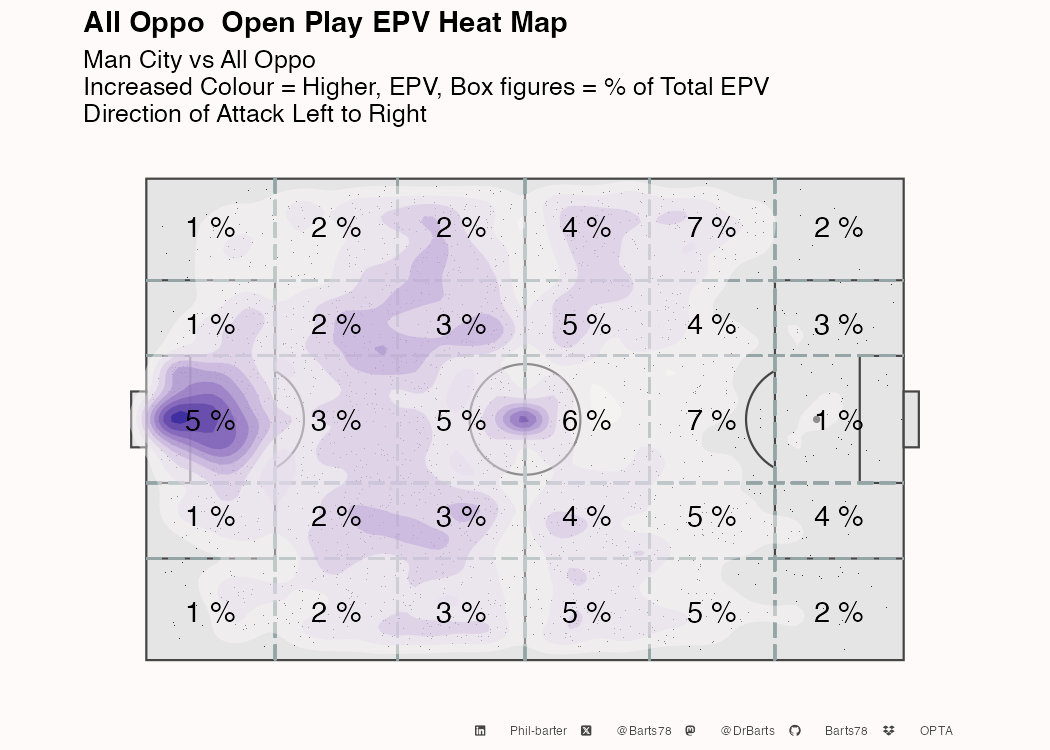 All Oppo  Open Play EPV Heat Map
Man City vs All Oppo
Increased Colour = Higher, EPV, Box figures = % of Total EPV
Direction of Attack Left to Right
1 % 2 % 2 % 4 % 7 % 2 %
1 % 2 % 3 % 5 % 4 % 3 %
5 % 3 % 5 % 6 % 7 % 1 %
1 % 2 % 3 % 4 % 5 % 4 %
1 % 2 % 3 % 5 % 5 % 2 %
Phil-barter @Barts78 @DrBarts Barts78 OPTA